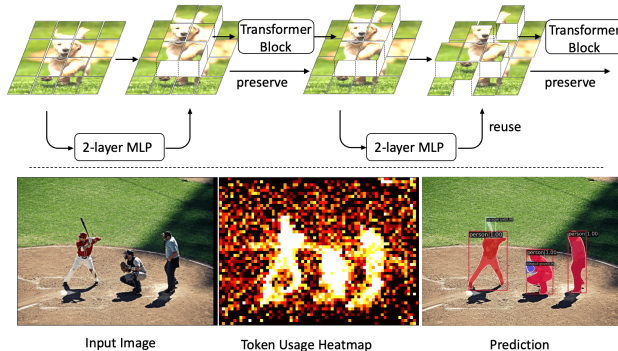 Transformer
Block
Transformer
Block
preserve
preserve
2-layer MLP
2-layer MLP
reuse
person|1.00
person|1.00
person|1.00
Input Image
Token Usage Heatmap
Prediction